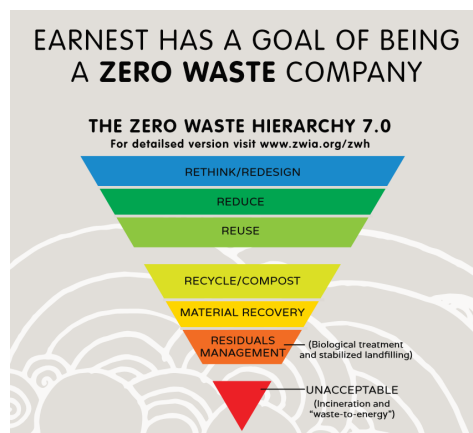 EARNEST HAS A GOAL OF BEING
A ZERO WASTE COMPANY
THE ZERO WASTE HIERARCHY 7.0
For detailsed version visit www.zwia.org/zwh
RETHINK/REDESIGN
REDUCE
REUSE
RECYCLE/COMPOST
MATERIAL RECOVERY
RESIDUALS
MANAGEMENT
(Biological treatment
and stabilized landfilling)
UNACCEPTABLE
(Incineration and
"waste-to-energy")